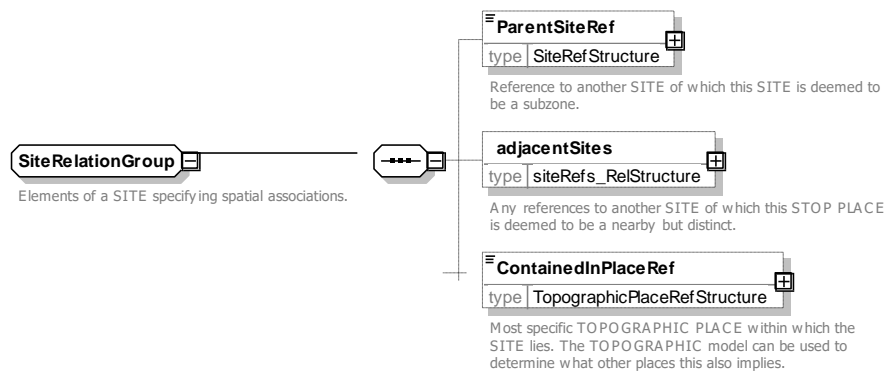 ParentSiteRef
type SiteRefStructure
Reference to another SITE of which this SITE is deemed to
be a subzone.
SiteRelationGroup
Elements of a SITE specifying spatial associations.
adjacentSites
type siteRefs_RelStructure
Any references to another SITE of which this STOP PLACE
is deemed to be a nearby but distinct.
ContainedInPlaceRef
type TopographicPlaceRefStructure
Most specific TOPOGRAPHIC PLACE within which the
SITE lies. The TOPOGRAPHIC model can be used to
determine what other places this also implies.